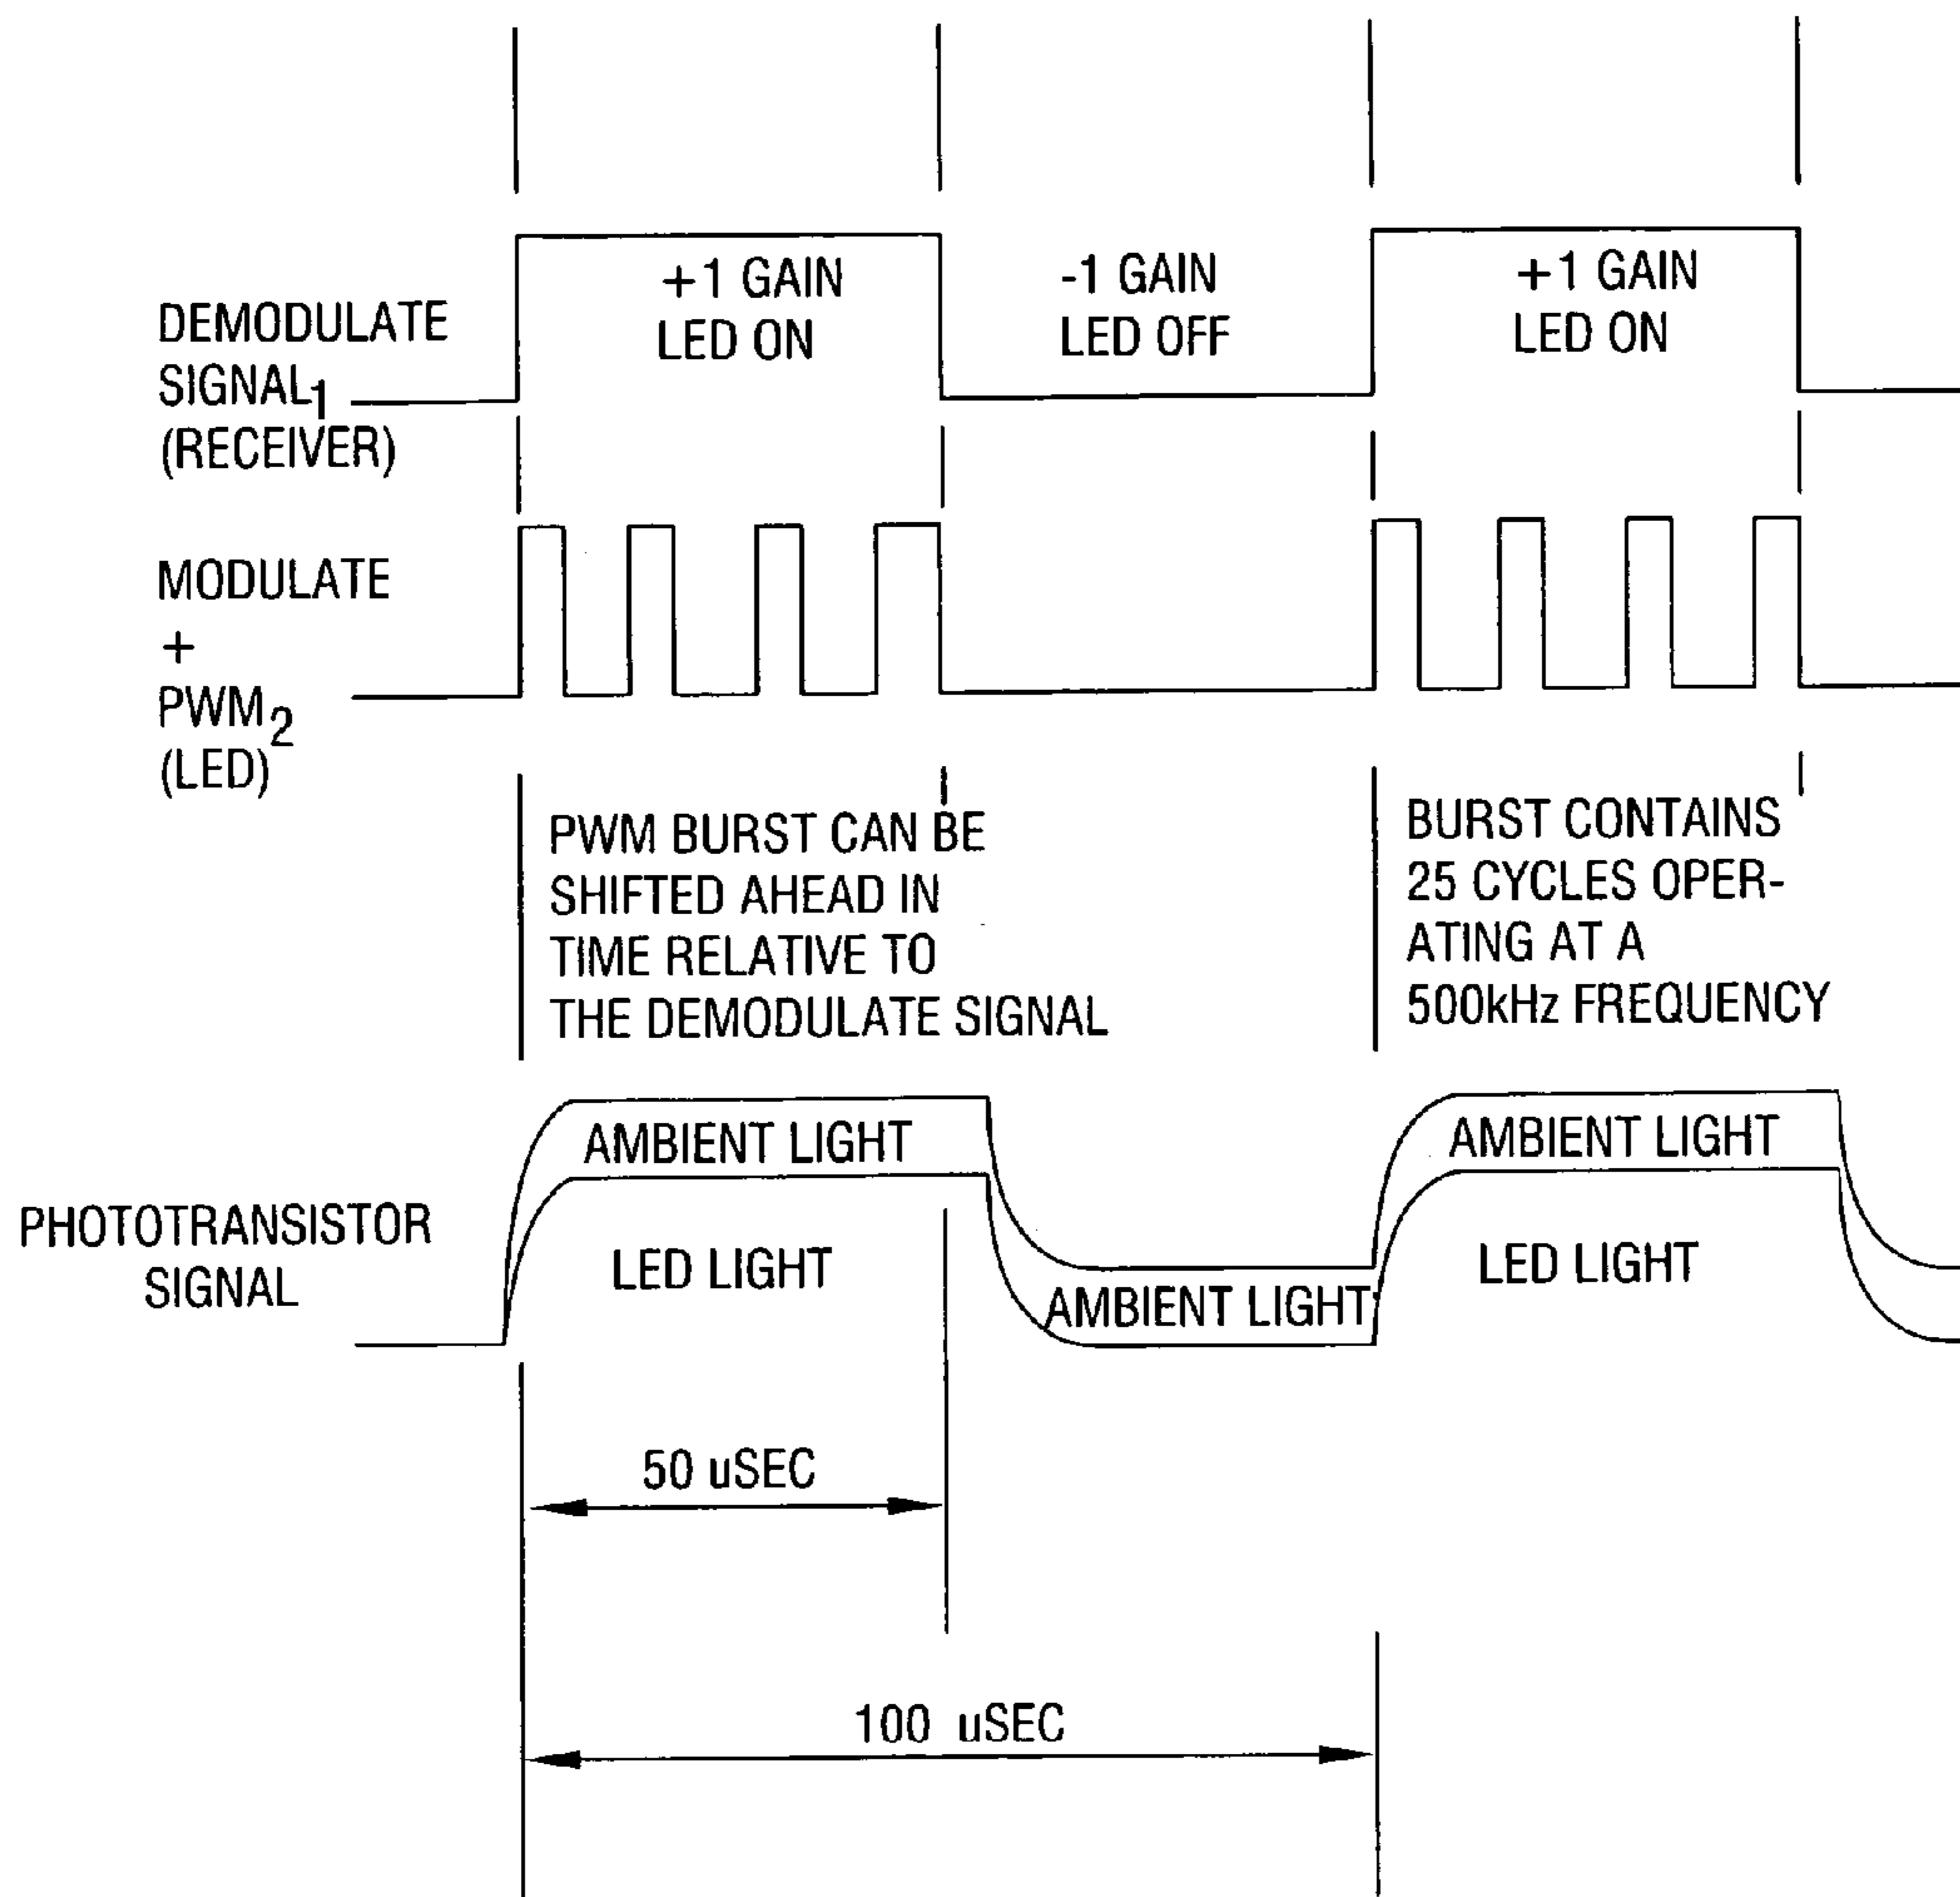 +1 GAIN
LED ON
-1 GAIN
LED OFF
+1 GAIN
LED ON
DEMODULATE
SIGNAL1
(RECEIVER)
MODULATE
+
PWM2
(LED)
PWM BURST CAN BE
SHIFTED AHEAD IN
TIME RELATIVE TO
THE DEMODULATE SIGNAL
BURST CONTAINS
25 CYCLES OPER-
ATING AT A
500kHz FREQUENCY
AMBIENT LIGHT
AMBIENT LIGHT
PHOTOTRANSISTOR
SIGNAL
LED LIGHT
AMBIENT LIGHT
LED LIGHT
50 uSEC
100 uSEC